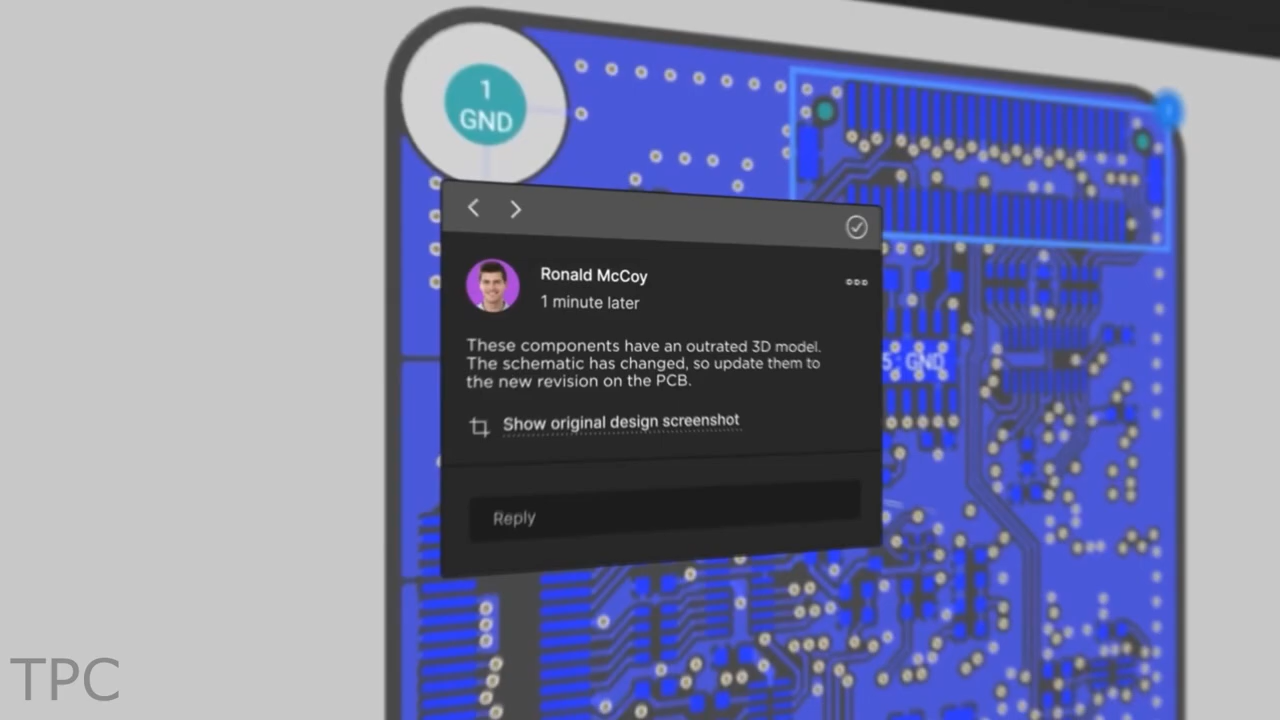 1
GND
Ronald McCoy
1 minute later
These components have an outrated 3D model.
The schematic has changed, so update them to
the new revision on the PCB.
5 GND
Show original design screenshot
Reply
TPC